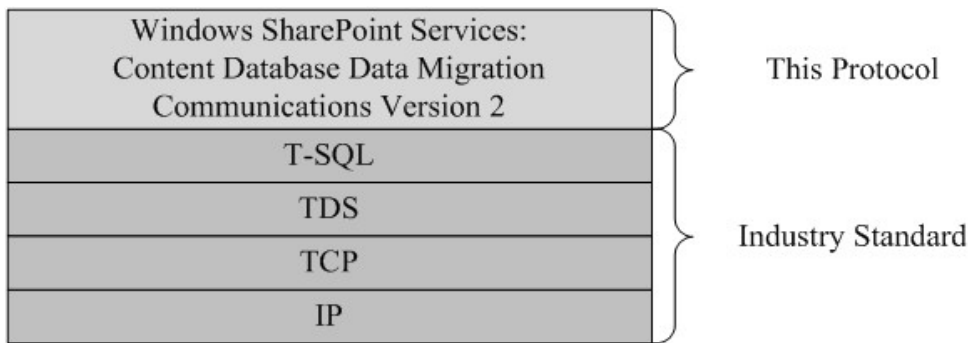 Windows SharePoint Services:
Content Database Data Migration
Communications Version 2
This Protocol
T-SQL
TDS
TCP
IP
Industry Standard